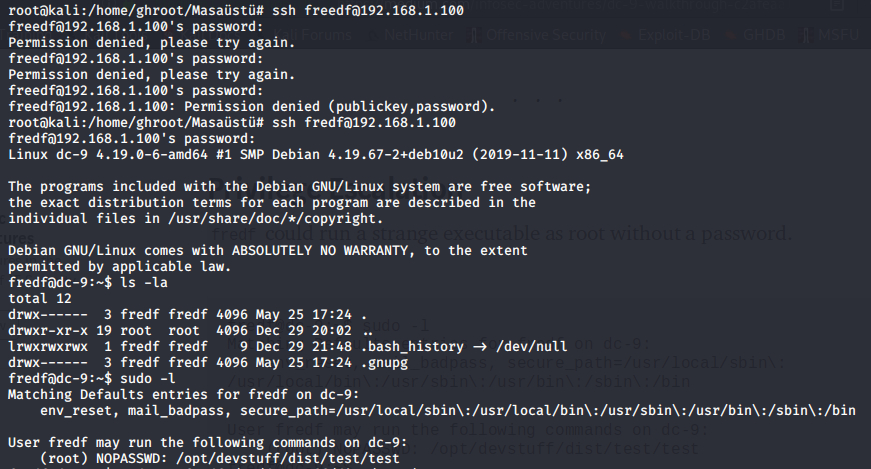 root@kali:/home/ghroot/Masaüstü# ssh freedf@192.168.1.100
freedf@192.168.1.100's password:
Permission denied, please try again.
freedf@192.168.1.100's password:
Permission denied, please try again.
freedf@192.168.1.100's password:
freedf@192.168.1.100: Permission denied (publickey,password).
root@kali:/home/ghroot/Masaüstü# ssh fredf@192.168.1.100
fredf@192.168.1.100's password:
Linux dc-9 4.19.0-6-amd64 #1 SMP Debian 4.19.67-2+deb10u2 (2019-11-11) x86_64
The programs included with the Debian GNU/Linux system are free software;
the exact distribution terms for each program are described in the
individual files in /usr/share/doc/*/copyright.
fredf could run a strange executable as root without a password.
Debian GNU/Linux comes with ABSOLUTELY NO WARRANTY, to the extent
permitted by applicable law.
fredf@dc-9:~$ ls -la
total 12
drwx------  3 fredf fredf 4096 May 25 17:24 .
drwxr-xr-x 19 root  root  4096 Dec 29 20:02 ..
lrwxrwxrwx  1 fredf fredf    9 Dec 29 21:48 .bash_history -> /dev/null
drwx------  3 fredf fredf 4096 May 25 17:24 .gnupg
fredf@dc-9:~$ sudo -l
Matching Defaults entries for fredf on dc-9:
    env_reset, mail_badpass, secure_path=/usr/local/sbin\:/usr/local/bin\:/usr/sbin\:/usr/bin\:/sbin\:/bin
User fredf may run the following commands on dc-9:
    (root) NOPASSWD: /opt/devstuff/dist/test/test